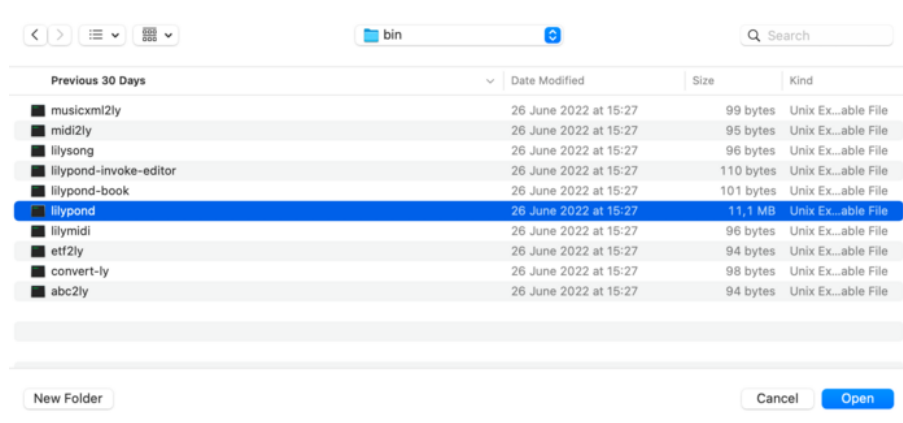 bin
Search
Previous 30 Days Date Modified Size Kind
musicxml2ly 26 June 2022 at 15:27 99 bytes Unix Ex...able File
midi2ly 26 June 2022 at 15:27 95 bytes Unix Ex...able File
lilysong 26 June 2022 at 15:27 96 bytes Unix Ex...able File
lilypond-invoke-editor 26 June 2022 at 15:27 110 bytes Unix Ex...able File
lilypond-book 26 June 2022 at 15:27 101 bytes Unix Ex...able File
lilypond 26 June 2022 at 15:27 11,1 MB Unix Ex...able File
lilymidi 26 June 2022 at 15:27 96 bytes Unix Ex...able File
etf2ly 26 June 2022 at 15:27 94 bytes Unix Ex...able File
convert-ly 26 June 2022 at 15:27 98 bytes Unix Ex...able File
abc2ly 26 June 2022 at 15:27 94 bytes Unix Ex...able File
New Folder Cancel Open